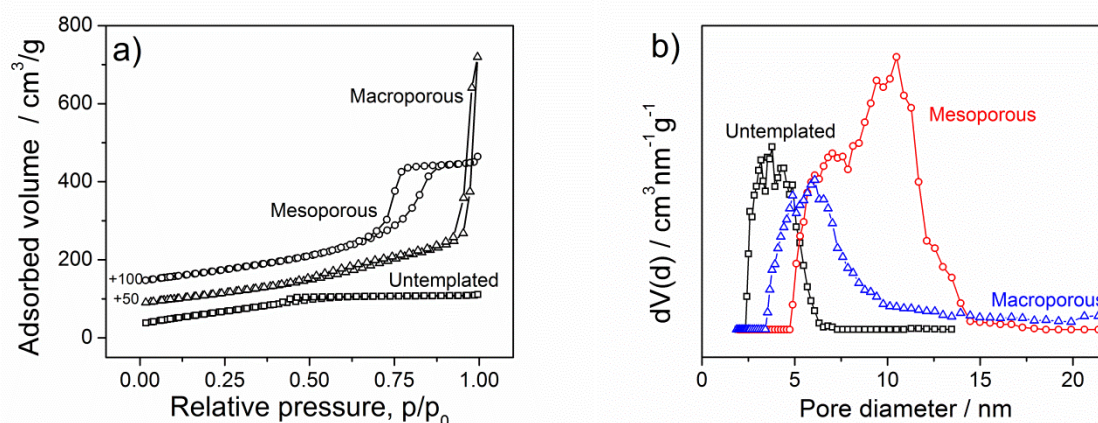 a)
Adsorbed volume / cm³/g
800
600
400
200
0
Macroporous
Mesoporous
Untemplated
+100
+50
0.00 0.25 0.50 0.75 1.00
Relative pressure, p/p₀
b)
dV(d) / cm³nm⁻¹g⁻¹
Untemplated
Mesoporous
Macroporous
0 5 10 15 20
Pore diameter / nm